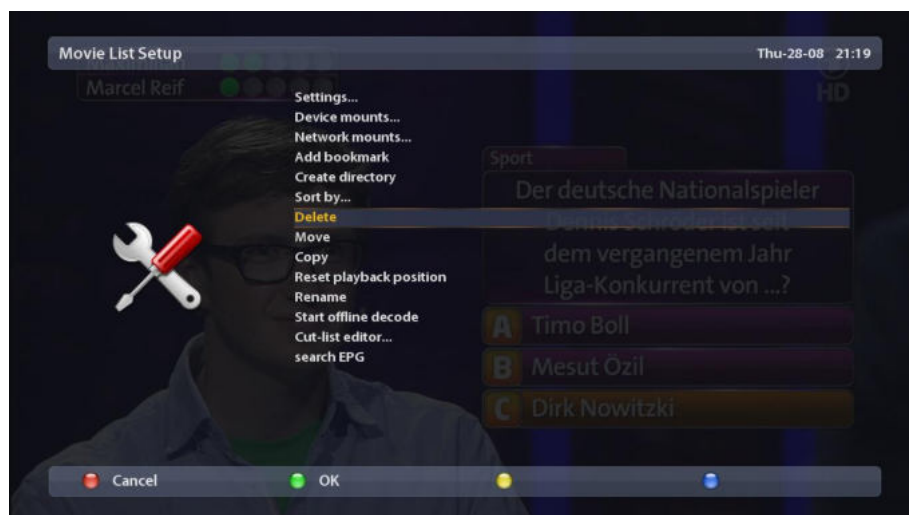 Movie List Setup
Thu-28-08 21:19
Marcel Reif
HD
Settings...
Device mounts...
Network mounts...
Add bookmark
Create directory
Sort by...
Delete
Move
Copy
Reset playback position
Rename
Start offline decode
Cut-list editor...
search EPG
Sport
Der deutsche Nationalspieler
Dennis Schröder ist seit
dem vergangenem Jahr
Liga-Konkurrent von ...?
A Timo Boll
B Mesut Özil
C Dirk Nowitzki
Cancel
OK